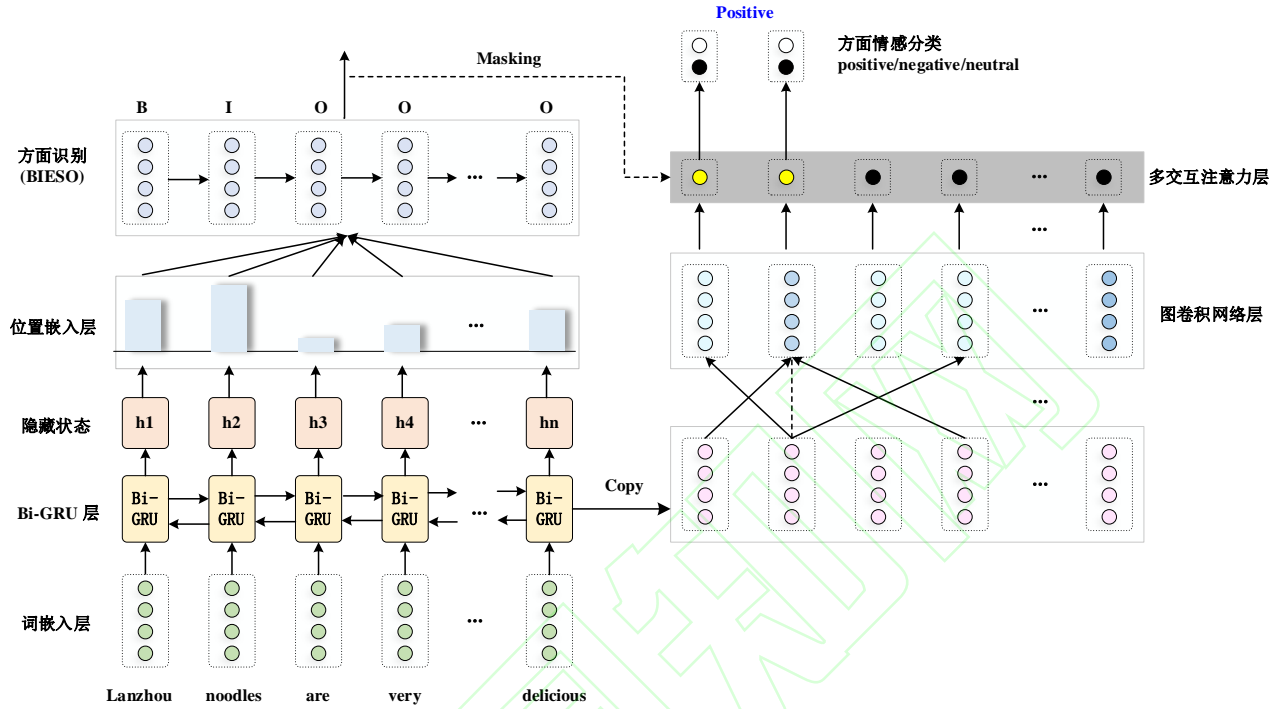 Positive
方面情感分类
positive/negative/neutral
Masking
B I O O O
方面识别
(BIESO)
... 
...
多交互注意力层
...
位置嵌入层
...
...
图卷积网络层
隐藏状态
h1 h2 h3 h4 ... hn
...
Bi-GRU 层
Bi-GRU Bi-GRU Bi-GRU Bi-GRU ... Bi-GRU
Copy
...
词嵌入层
...
Lanzhou noodles are very delicious